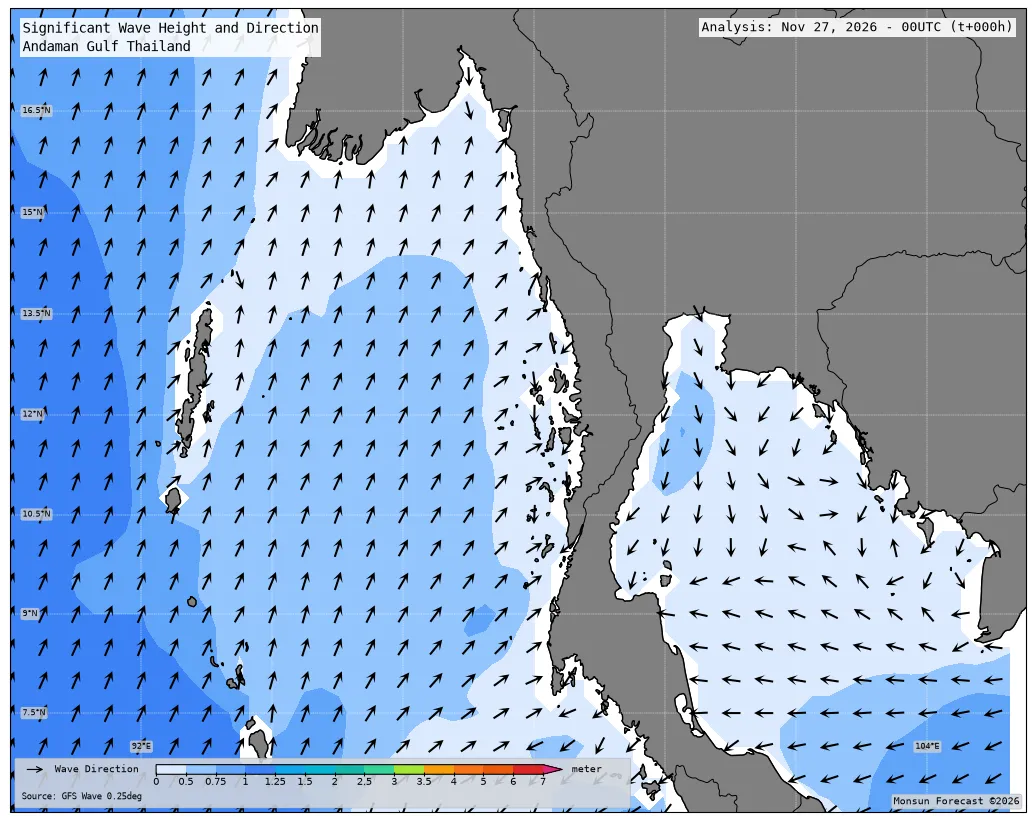 Significant Wave Height and Direction
Andaman Gulf Thailand
Analysis: Nov 27, 2026 - 00UTC (t+000h)
16.5°N
15°N
13.5°N
12°N
10.5°N
9°N
7.5°N
92°E
104°E
Wave Direction
0 0.5 0.75 1 1.25 1.5 2 2.5 3 3.5 4 5 6 7
meter
Source: GFS Wave 0.25deg
Monsun Forecast ©2026